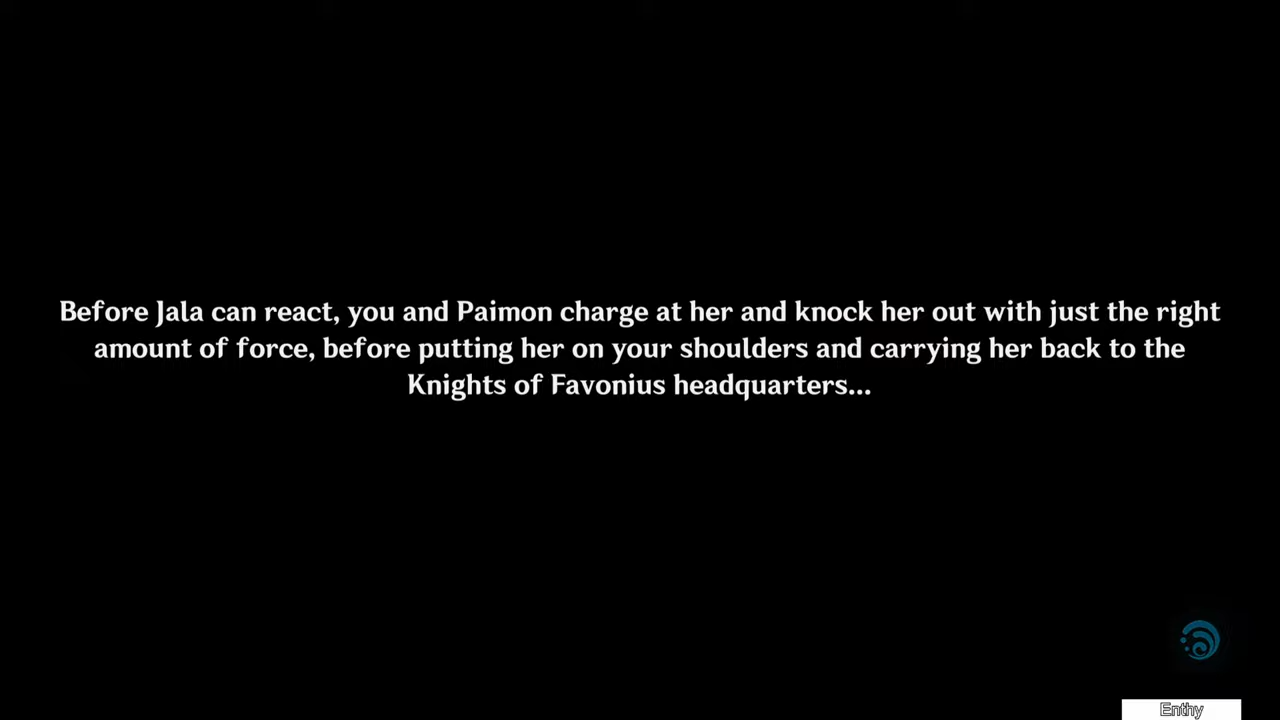 Before Jala can react, you and Paimon charge at her and knock her out with just the right
amount of force, before putting her on your shoulders and carrying her back to the
Knights of Favonius headquarters...
Enthy